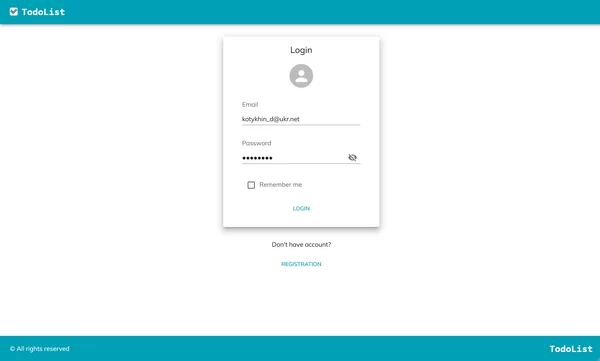 TodoList
Login
Email
kotykhin_d@ukr.net
Password
Remember me
LOGIN
Don't have account?
REGISTRATION
© All rights reserved
TodoList